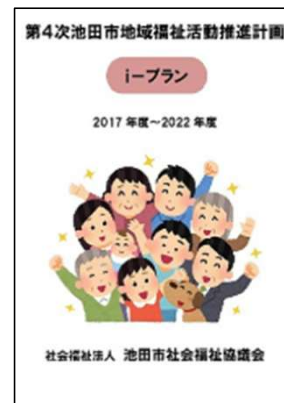 第4次池田市地域福祉活動推進計画
i－プラン
2017 年度～2022 年度
社会福祉法人 池田市社会福祉協議会